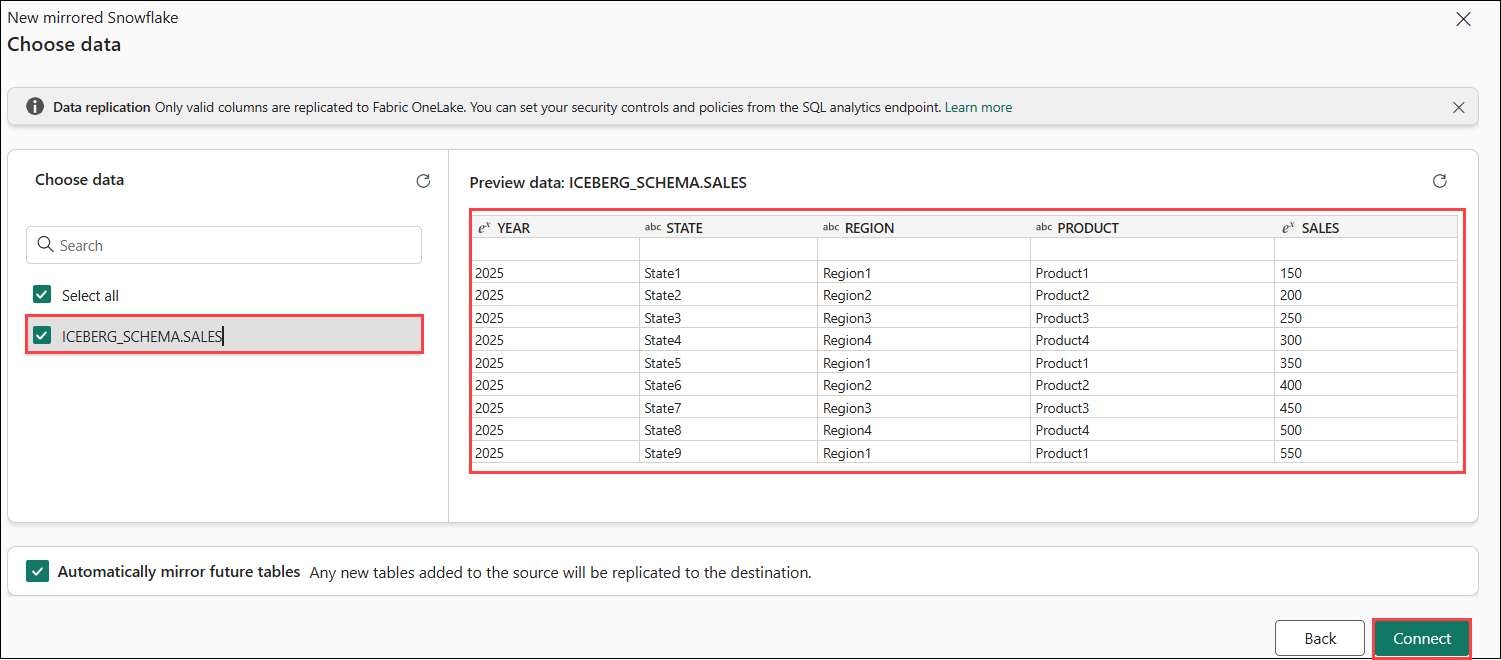 New mirrored Snowflake
Choose data
Data replication Only valid columns are replicated to Fabric OneLake. You can set your security controls and policies from the SQL analytics endpoint. Learn more
Choose data
Search
Select all
ICEBERG_SCHEMA.SALES
Preview data: ICEBERG_SCHEMA.SALES
eˣ YEAR abc STATE abc REGION abc PRODUCT eˣ SALES
2025 State1 Region1 Product1 150
2025 State2 Region2 Product2 200
2025 State3 Region3 Product3 250
2025 State4 Region4 Product4 300
2025 State5 Region1 Product1 350
2025 State6 Region2 Product2 400
2025 State7 Region3 Product3 450
2025 State8 Region4 Product4 500
2025 State9 Region1 Product1 550
Automatically mirror future tables Any new tables added to the source will be replicated to the destination.
Back Connect